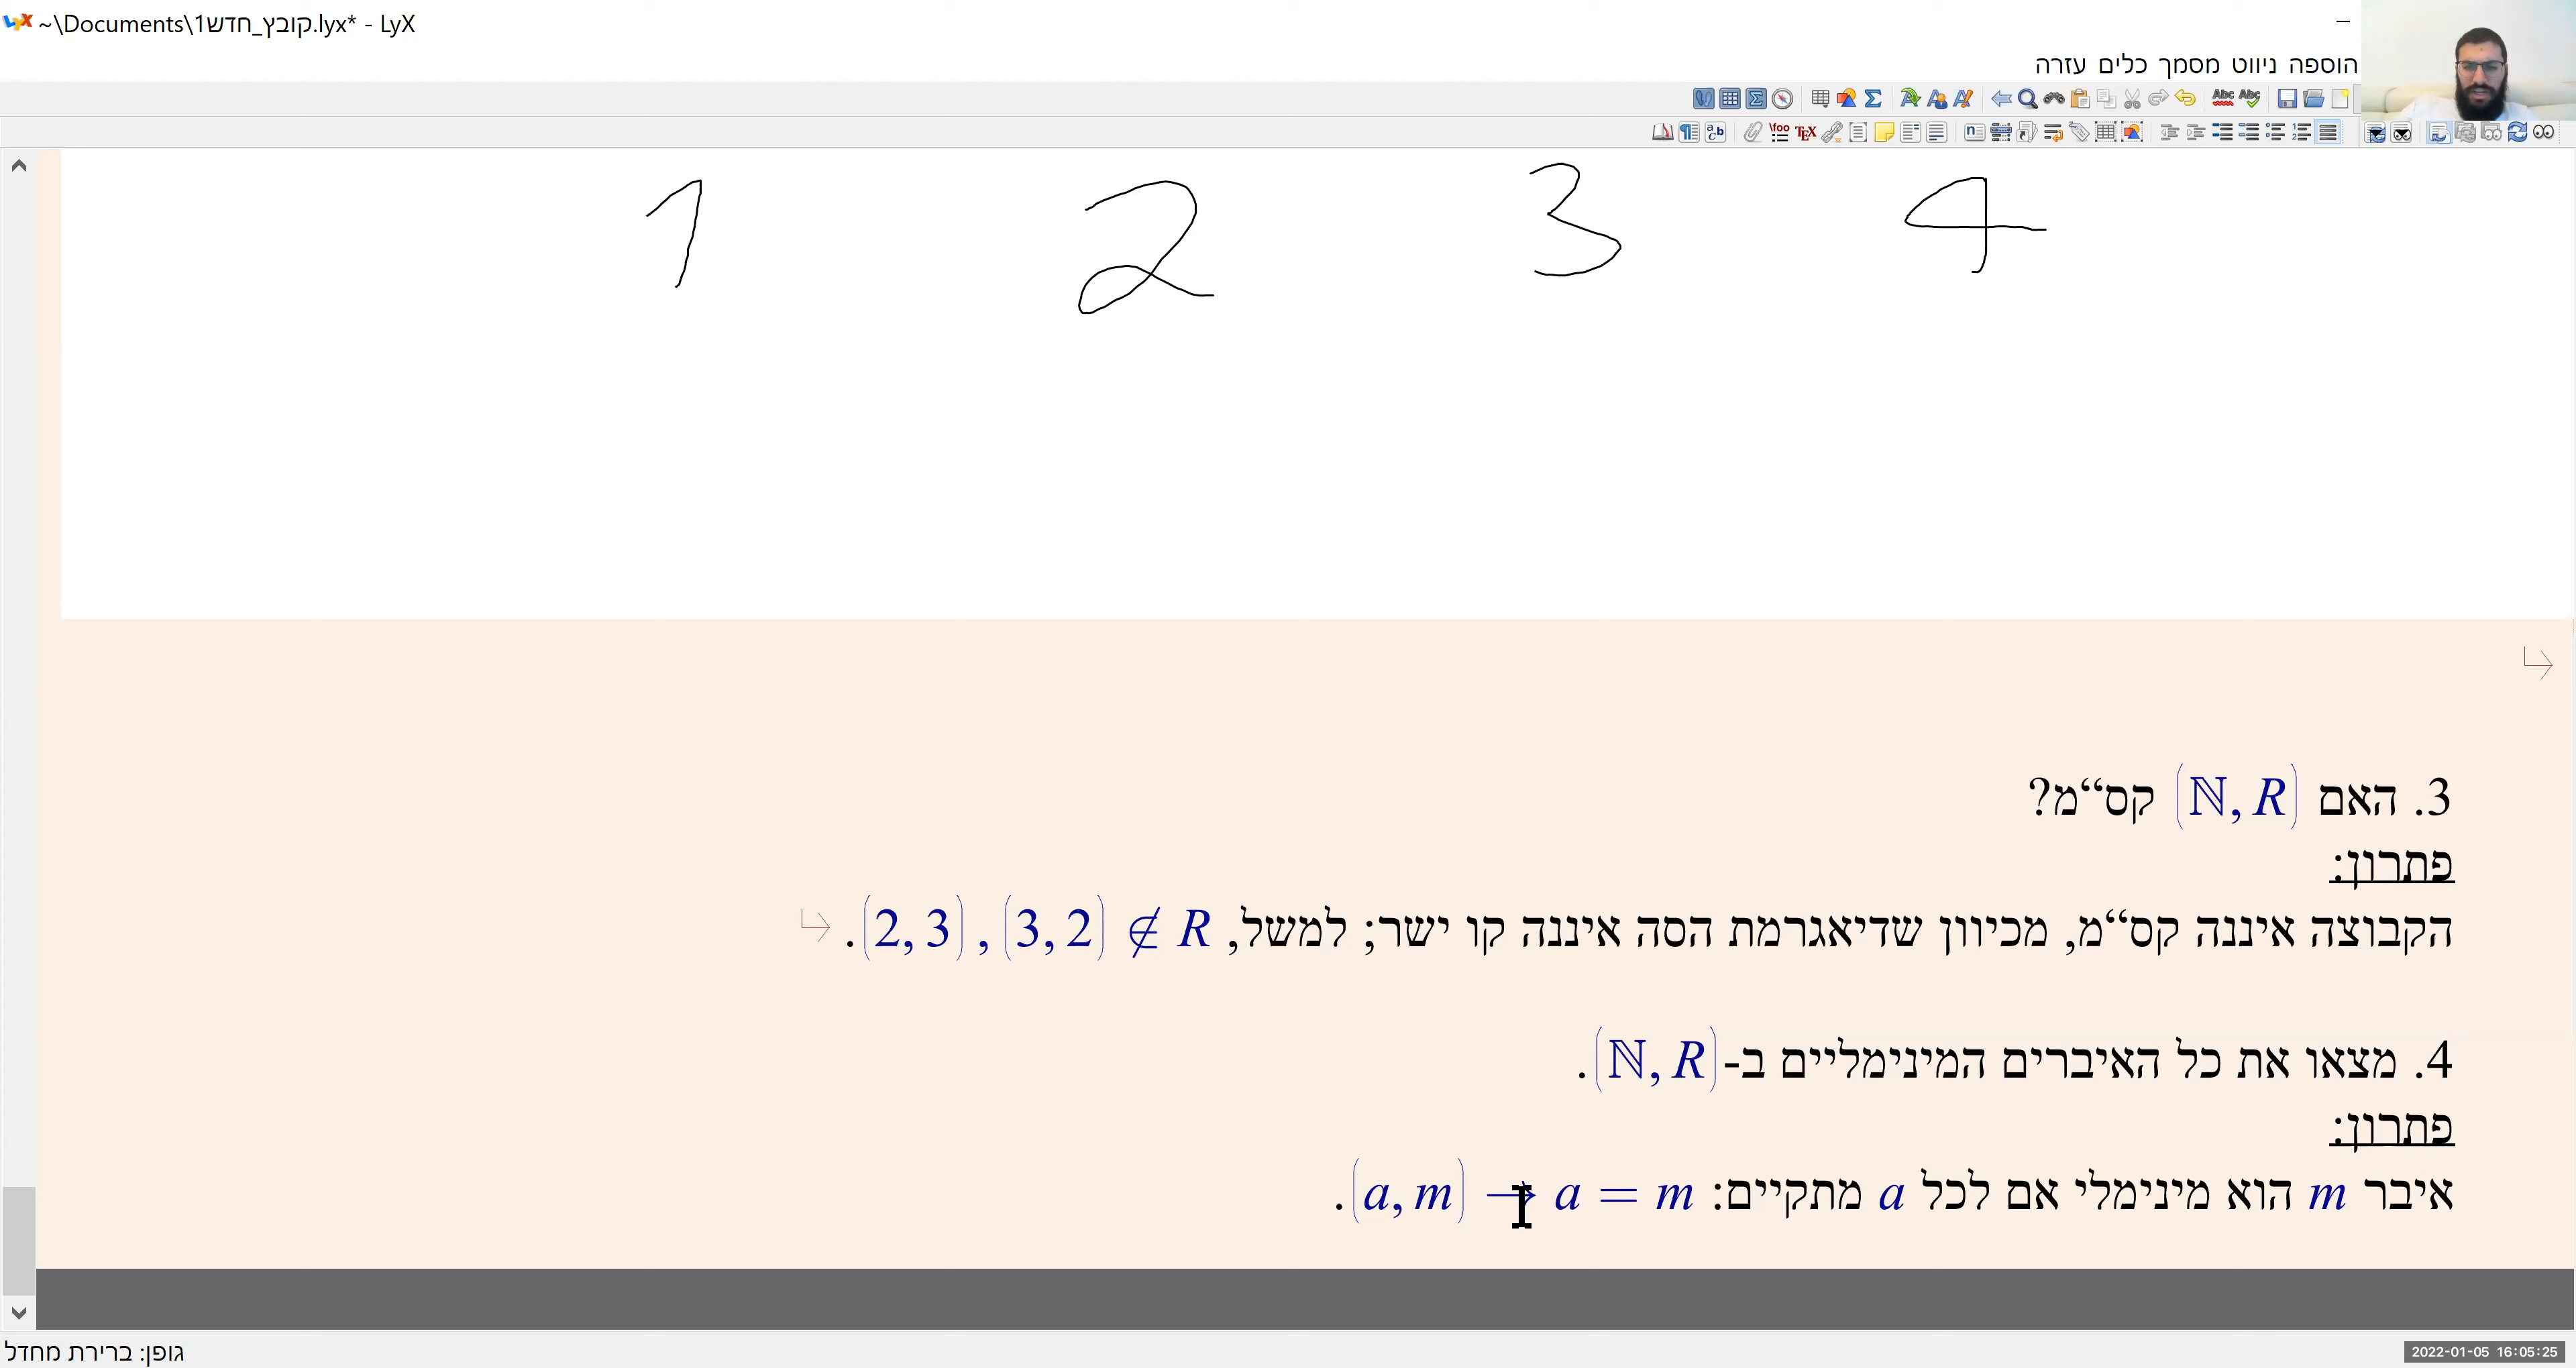 ~\Documents\קובץ_חדש1.lyx* - LyX
הוספה ניווט מסמך כלים עזרה
1 2 3 4
3. האם (ℕ, R) קס“מ?
פתרון:
הקבוצה איננה קס“מ, מכיוון שדיאגרמת הסה איננה קו ישר; למשל, (2, 3) , (3, 2) ∉ R.
4. מצאו את כל האיברים המינימליים ב-(ℕ, R).
פתרון:
איבר m הוא מינימלי אם לכל a מתקיים: (a, m) → a = m.
גופן: ברירת מחדל
2022-01-05 16:05:25